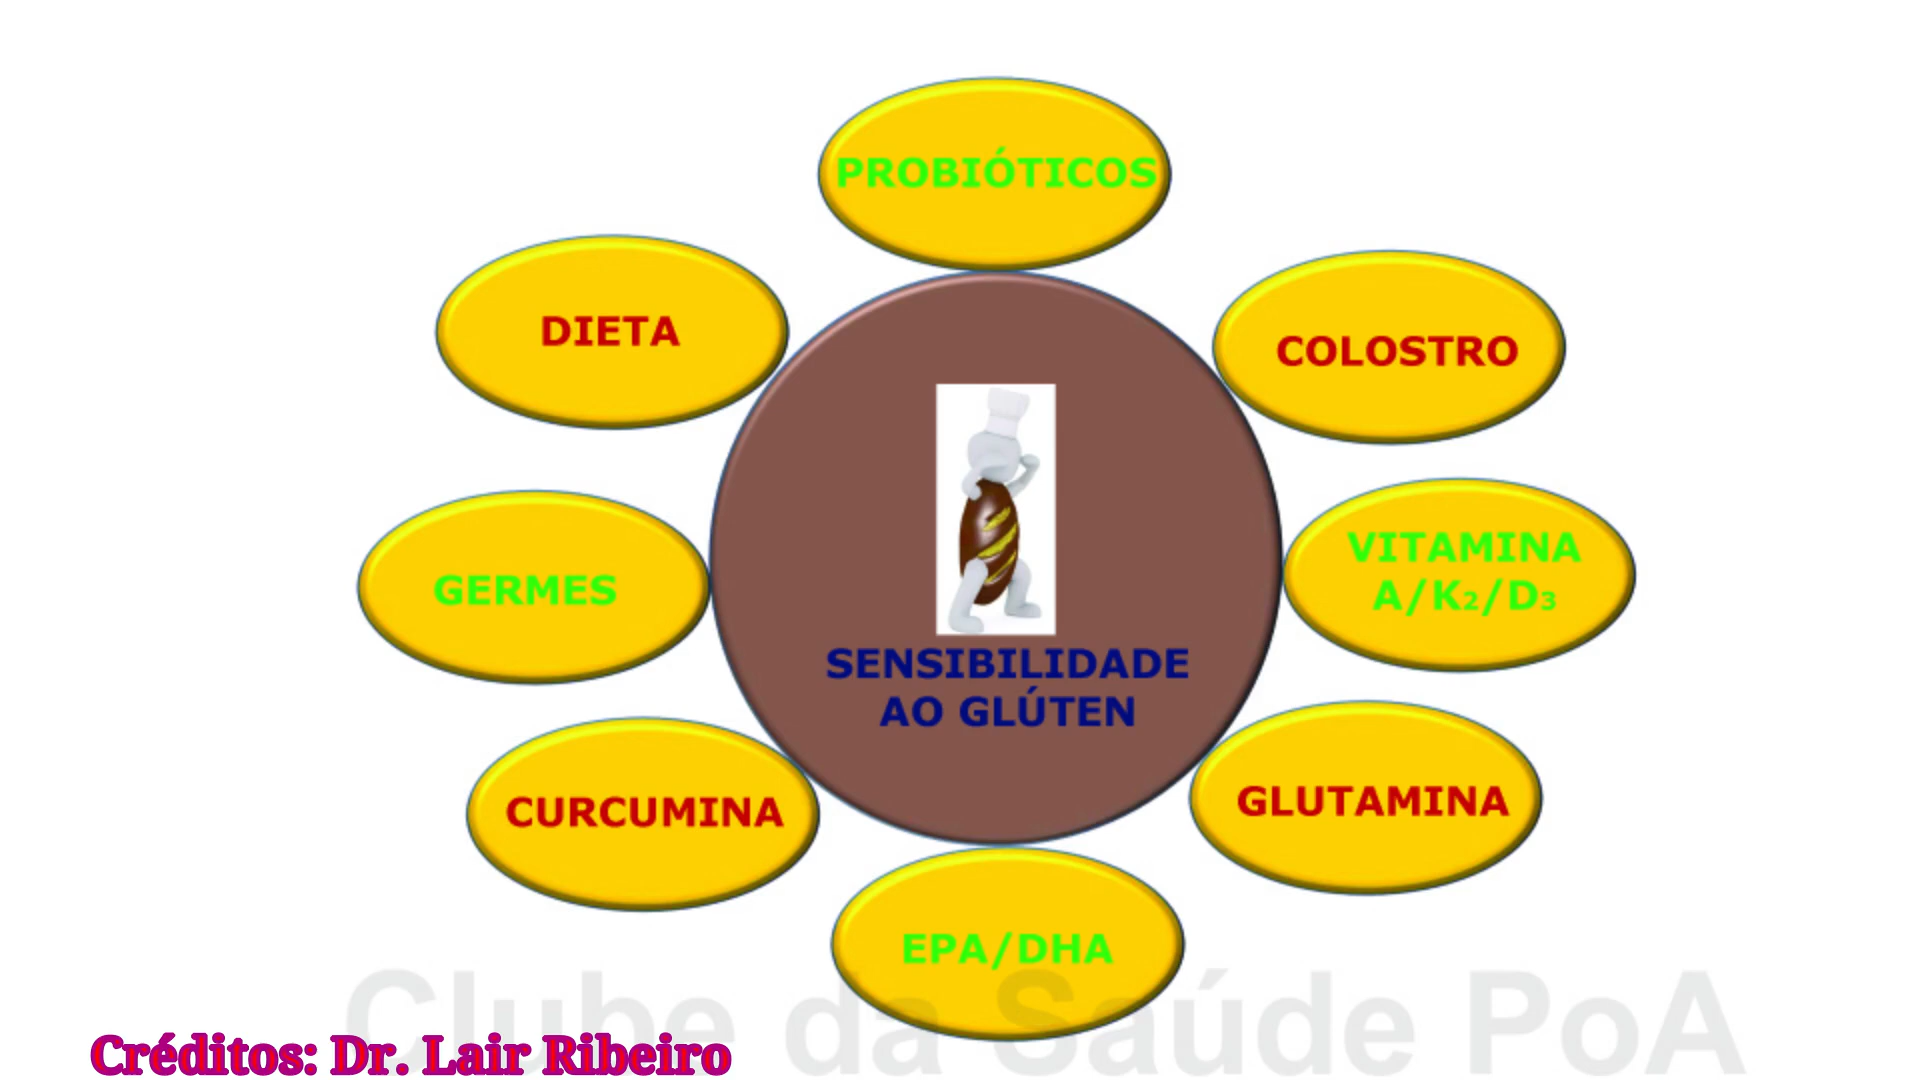 PROBIÓTICOS
DIETA
COLOSTRO
GERMES
VITAMINA
A/K₂/D₃
SENSIBILIDADE
AO GLÚTEN
CURCUMINA
GLUTAMINA
EPA/DHA
Clube da Saúde PoA
Créditos: Dr. Lair Ribeiro